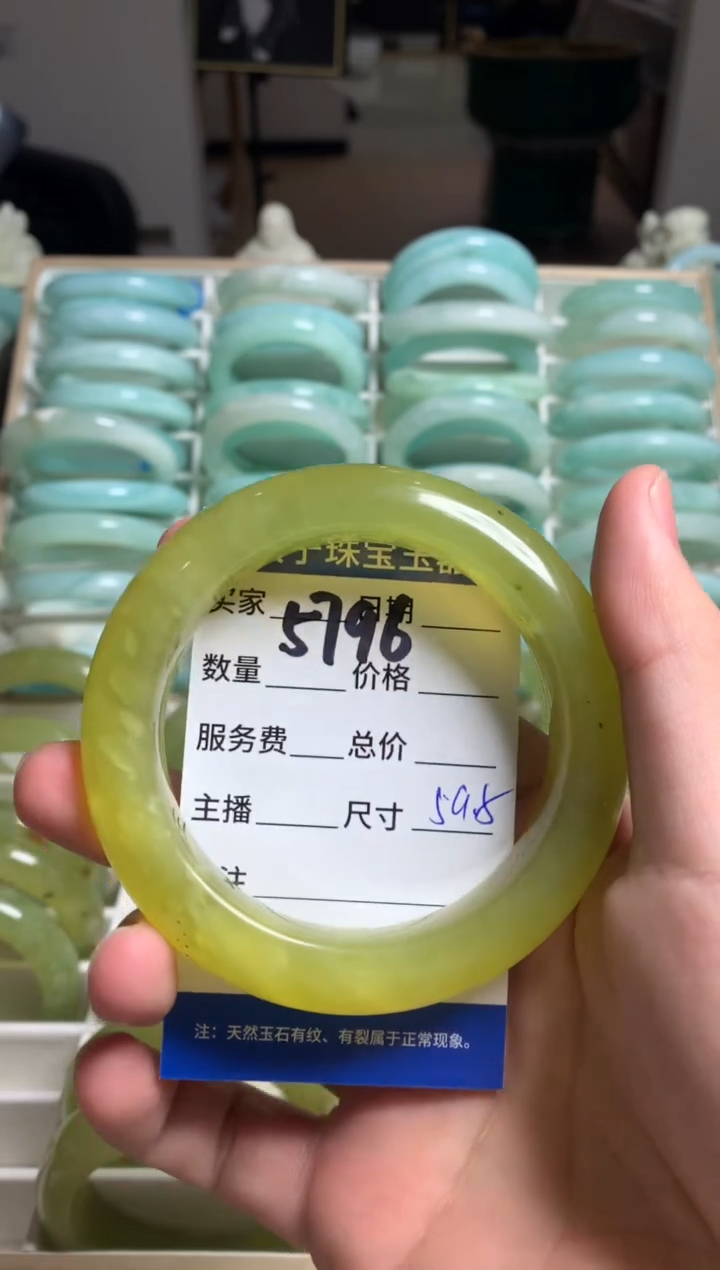 子珠宝玉器
买家 日期
5796
数量 价格
服务费 总价
主播 尺寸 59.5
注
注：天然玉石有纹、有裂属于正常现象。